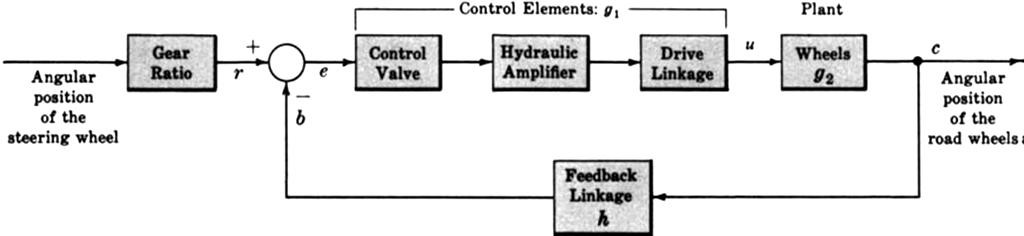 Control Elements: g₁
Plant
Gear
Ratio
+
r
e
Control
Valve
Hydraulic
Amplifier
Drive
Linkage
u
Wheels
g₂
c
Angular
position
of the
steering wheel
−
b
Angular
position
of the
road wheels
Feedback
Linkage
h